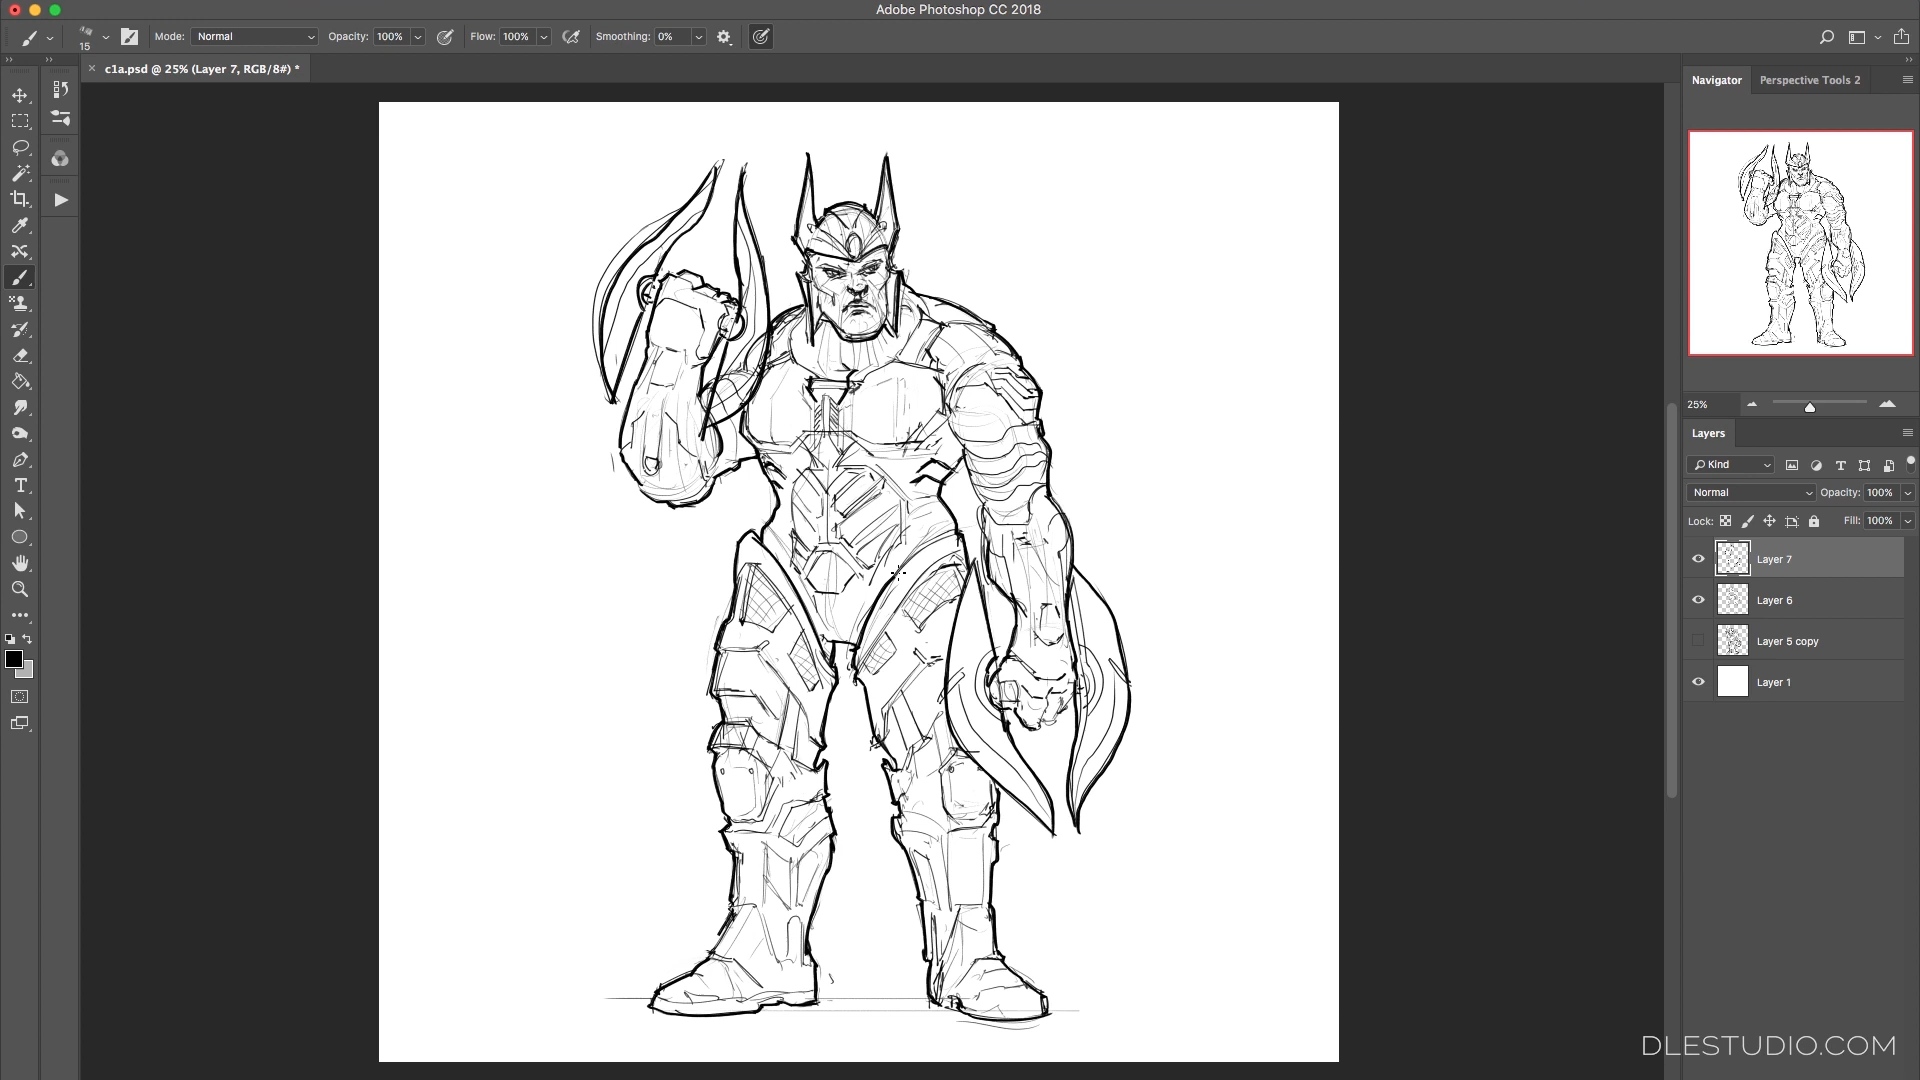 Adobe Photoshop CC 2018
15
Mode: Normal
Opacity: 100%
Flow: 100%
Smoothing: 0%
c1a.psd @ 25% (Layer 7, RGB/8#) *
Navigator
Perspective Tools 2
25%
Layers
Kind
Normal
Opacity: 100%
Lock:
Fill: 100%
Layer 7
Layer 6
Layer 5 copy
Layer 1
DLESTUDIO.COM